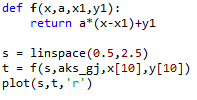 def f(x,a,x1,y1):
    return a*(x-x1)+y1

s = linspace(0.5,2.5)
t = f(s,aks_gj,x[10],y[10])
plot(s,t,'r')